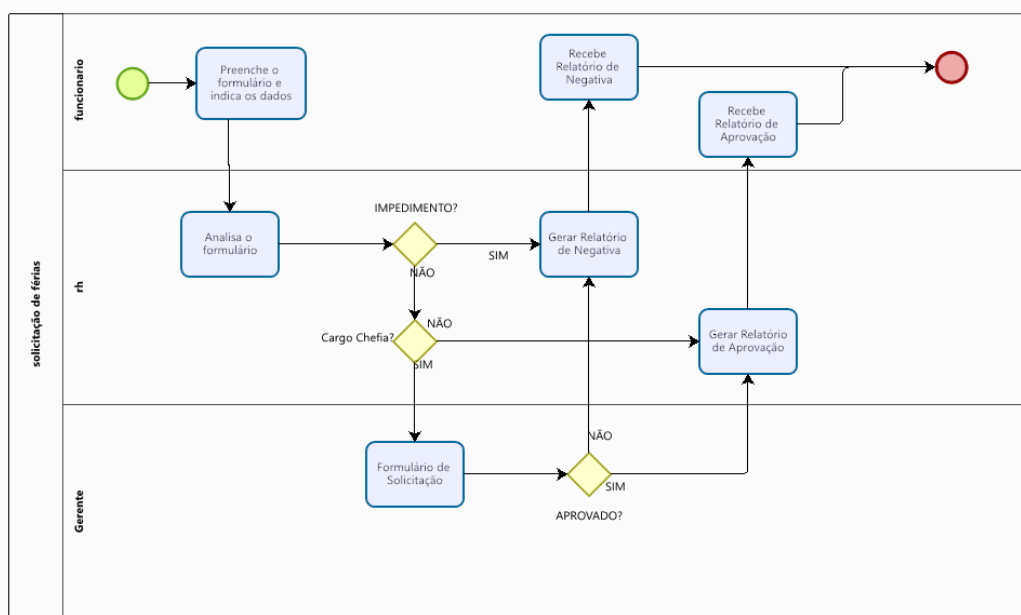 solicitação de férias
funcionario
Preenche o
formulário e
indica os dados
Recebe
Relatório de
Negativa
Recebe
Relatório de
Aprovação
rh
Analisa o
formulário
IMPEDIMENTO?
SIM
NÃO
Gerar Relatório
de Negativa
Cargo Chefia?
NÃO
SIM
Gerar Relatório
de Aprovação
Gerente
Formulário de
Solicitação
NÃO
SIM
APROVADO?